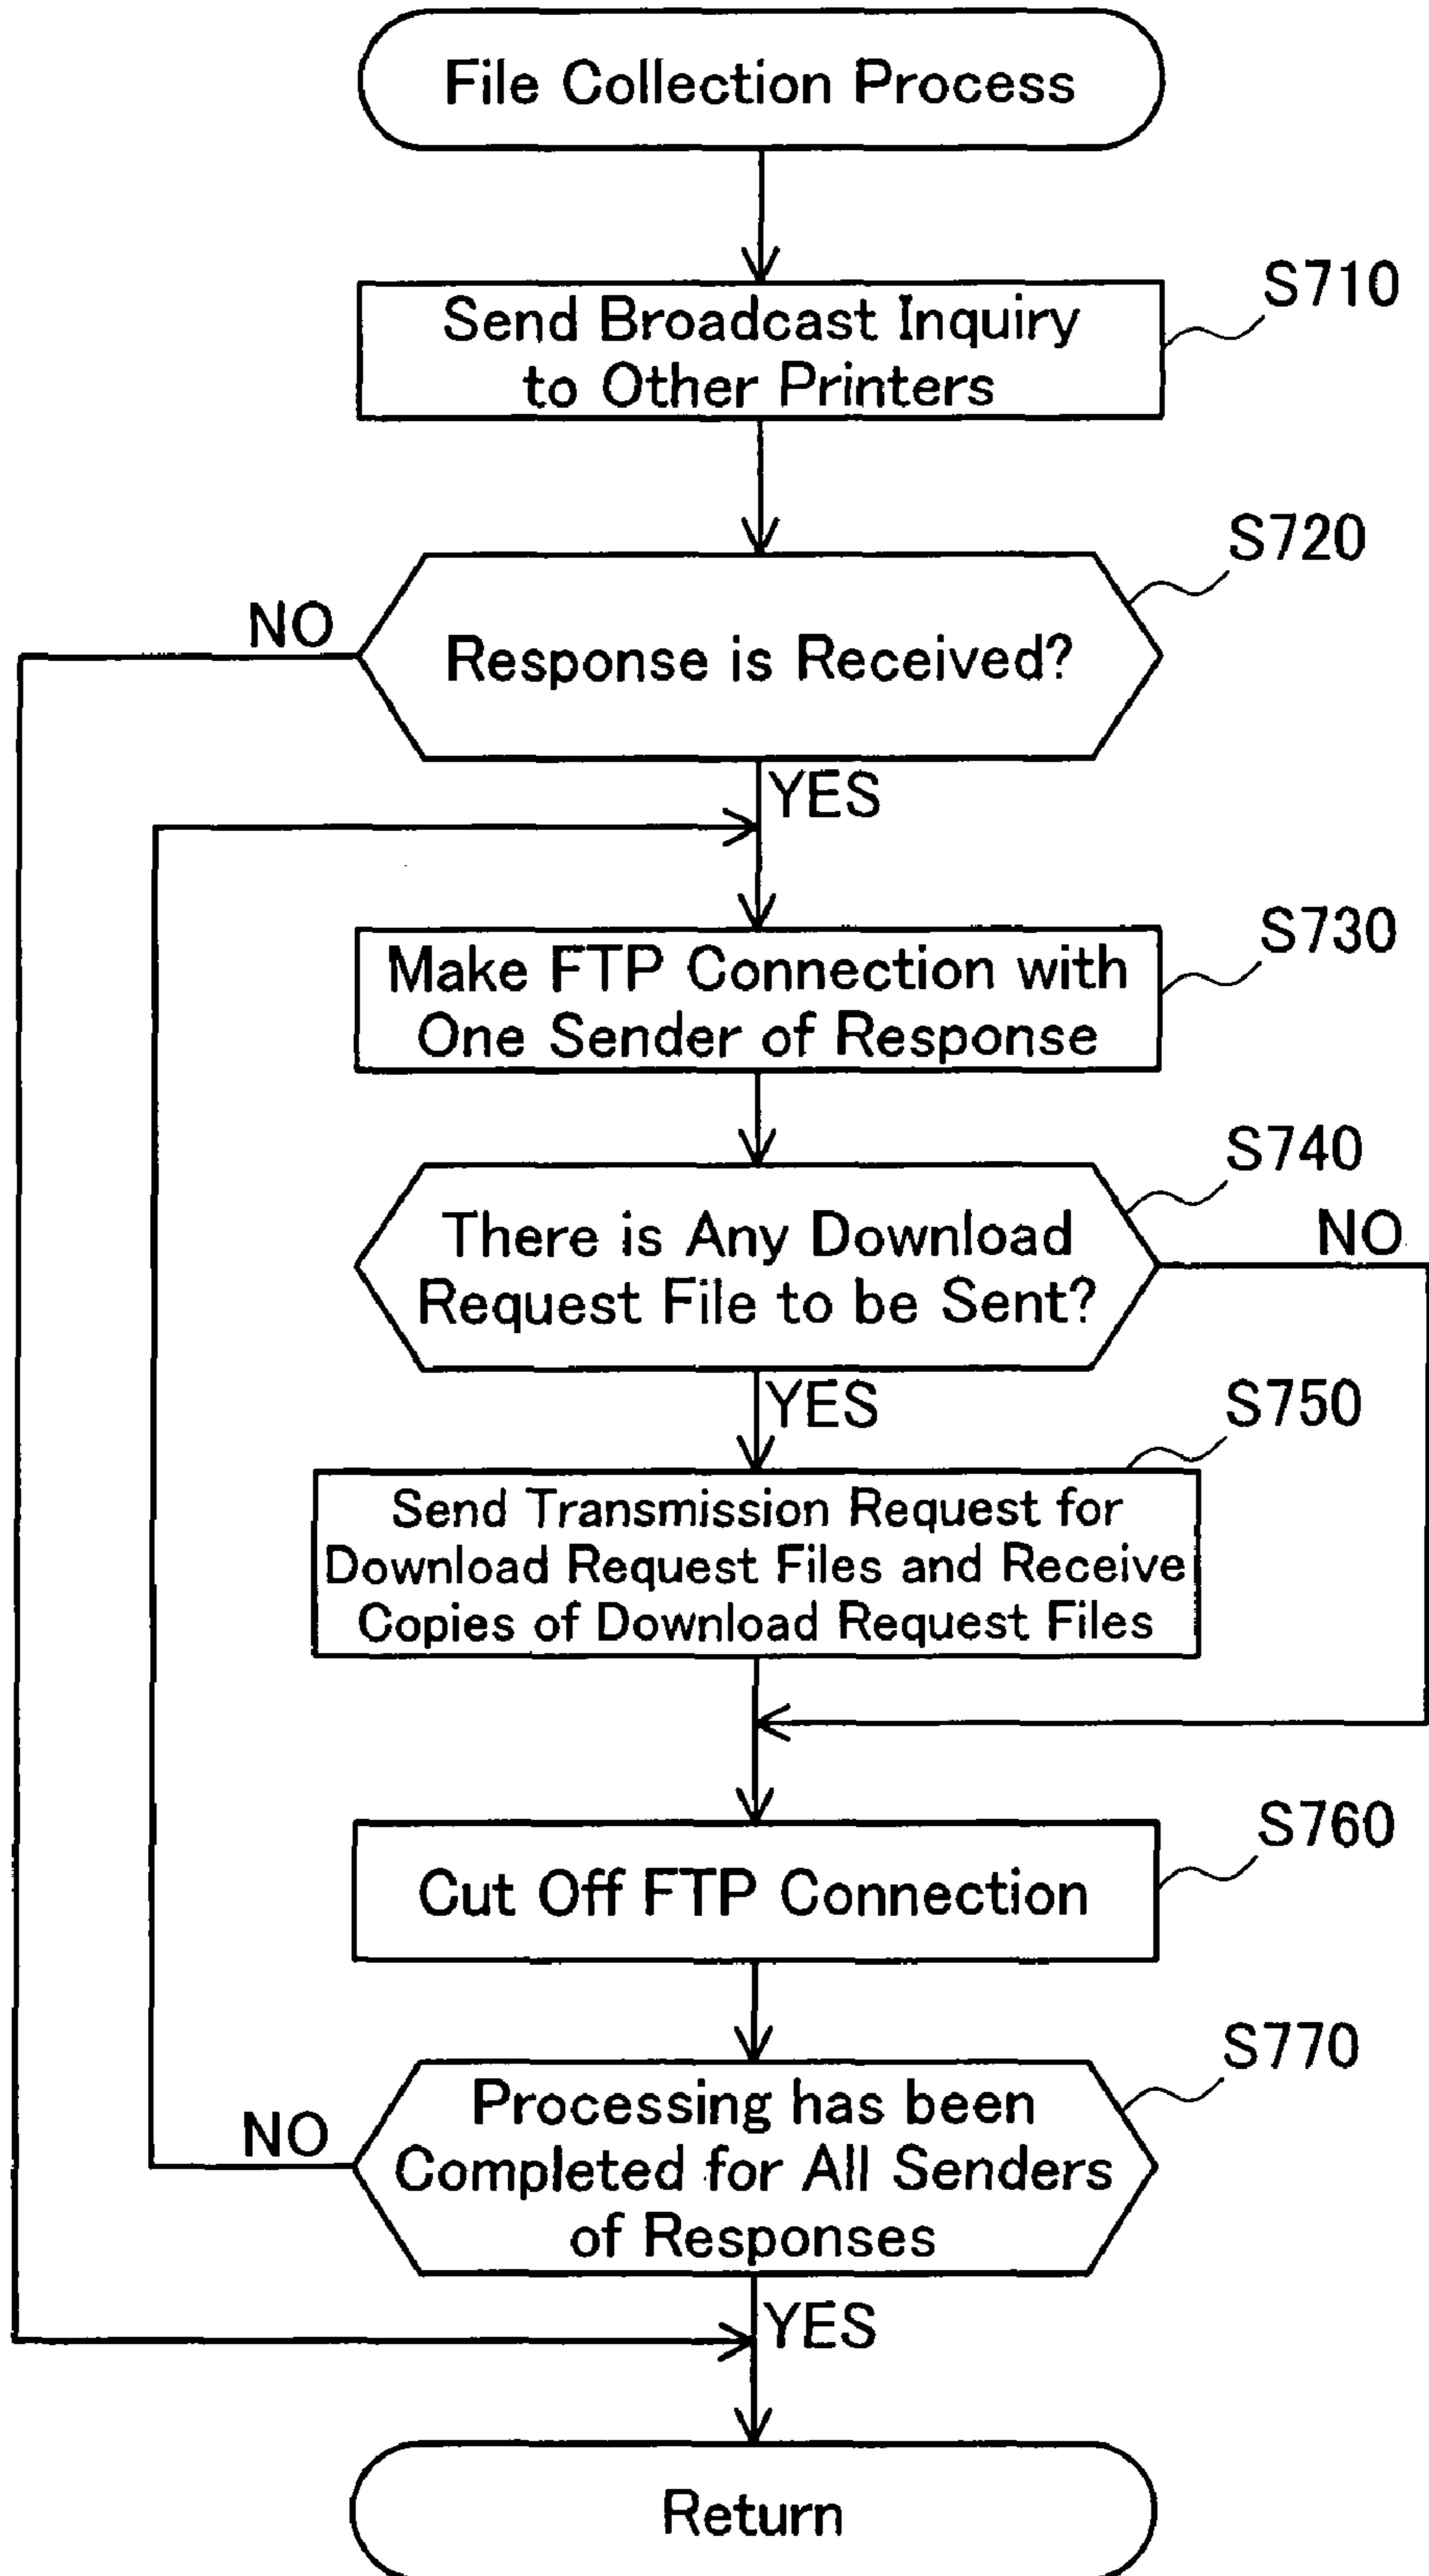 File Collection Process
S710
Send Broadcast Inquiry
to Other Printers
S720
NO
Response is Received?
YES
S730
Make FTP Connection with
One Sender of Response
S740
NO
There is Any Download
Request File to be Sent?
YES
S750
Send Transmission Request for
Download Request Files and Receive
Copies of Download Request Files
S760
Cut Off FTP Connection
S770
NO
Processing has been
Completed for All Senders
of Responses
YES
Return